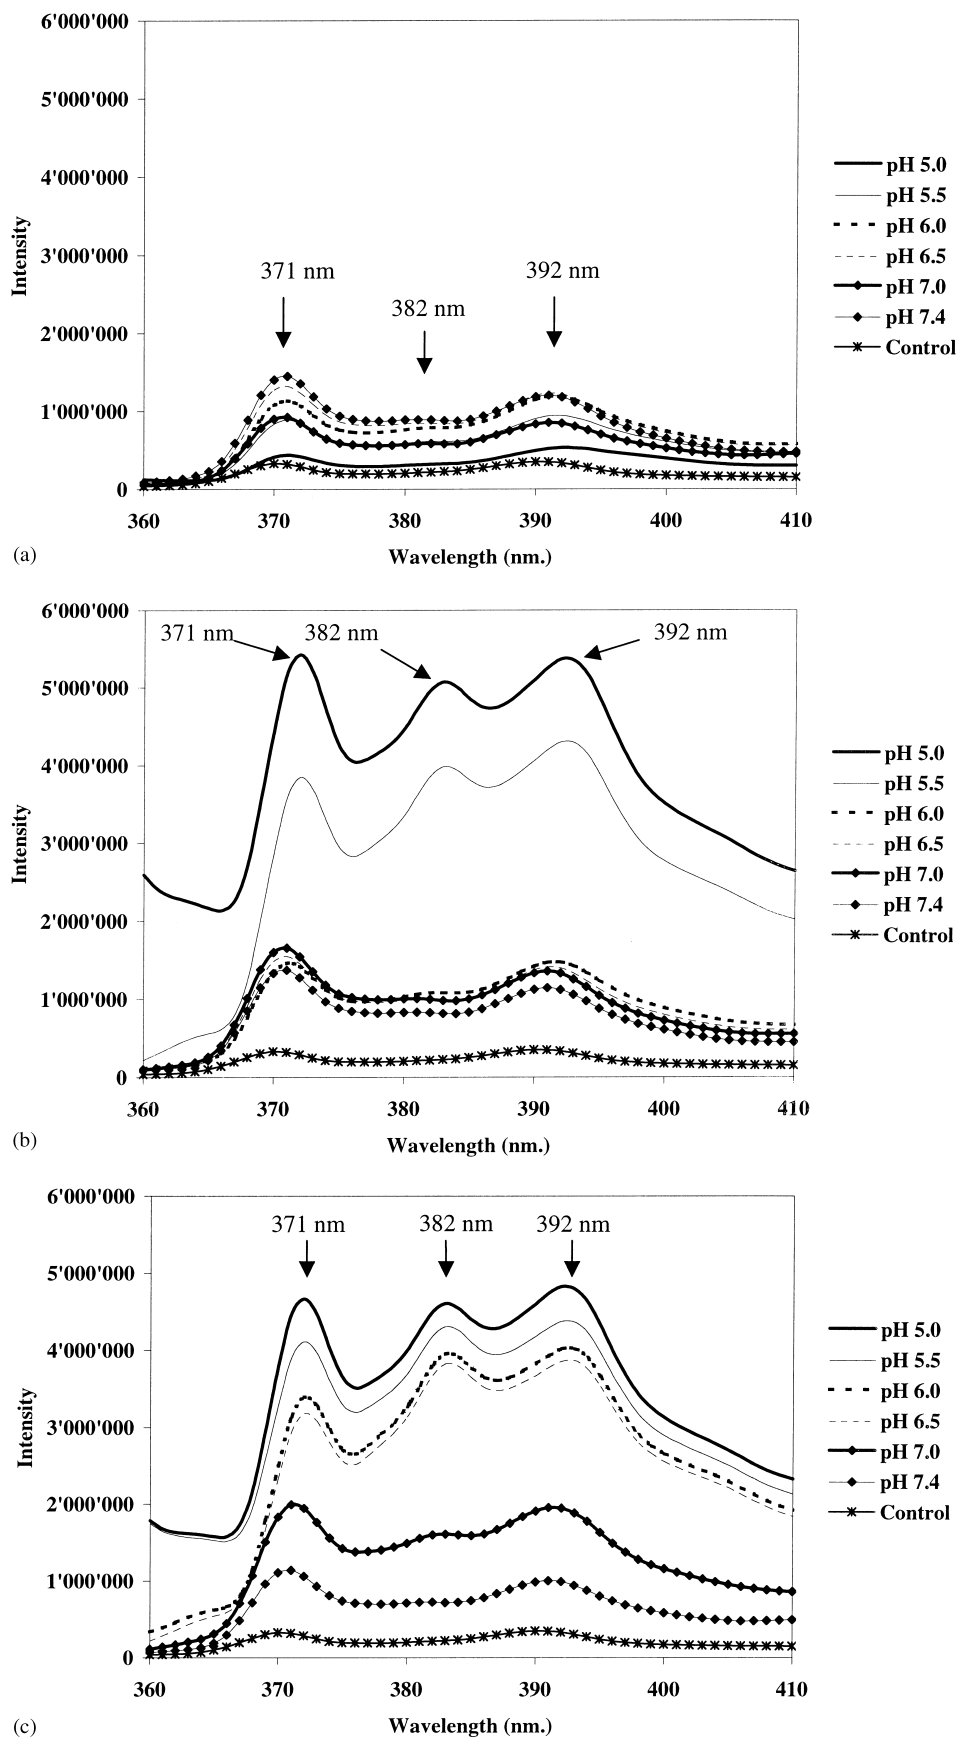 6'000'000
5'000'000
4'000'000
3'000'000
2'000'000
1'000'000
0
Intensity
371 nm
382 nm
392 nm
360 370 380 390 400 410
Wavelength (nm.)
pH 5.0
pH 5.5
pH 6.0
pH 6.5
pH 7.0
pH 7.4
Control
(a)
6'000'000
5'000'000
4'000'000
3'000'000
2'000'000
1'000'000
0
Intensity
371 nm
382 nm
392 nm
360 370 380 390 400 410
Wavelength (nm.)
pH 5.0
pH 5.5
pH 6.0
pH 6.5
pH 7.0
pH 7.4
Control
(b)
6'000'000
5'000'000
4'000'000
3'000'000
2'000'000
1'000'000
0
Intensity
371 nm
382 nm
392 nm
360 370 380 390 400 410
Wavelength (nm.)
pH 5.0
pH 5.5
pH 6.0
pH 6.5
pH 7.0
pH 7.4
Control
(c)